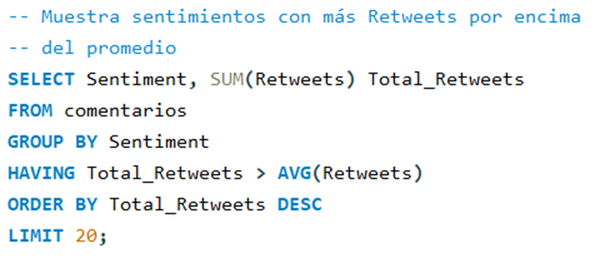 -- Muestra sentimientos con más Retweets por encima
-- del promedio
SELECT Sentiment, SUM(Retweets) Total_Retweets
FROM comentarios
GROUP BY Sentiment
HAVING Total_Retweets > AVG(Retweets)
ORDER BY Total_Retweets DESC
LIMIT 20;